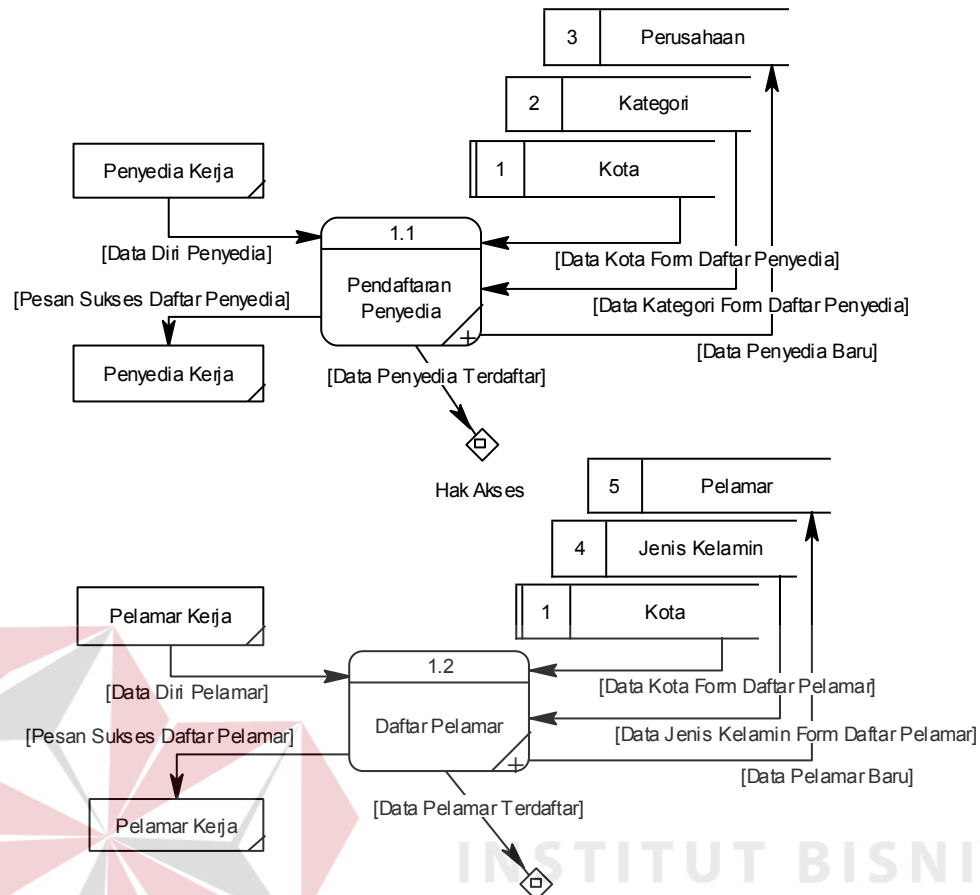 3 Perusahaan
2 Kategori
1 Kota
Penyedia Kerja
1.1
[Data Diri Penyedia]
[Data Kota Form Daftar Penyedia]
Pendaftaran
Penyedia
[Pesan Sukses Daftar Penyedia]
[Data Kategori Form Daftar Penyedia]
[Data Penyedia Baru]
Penyedia Kerja
[Data Penyedia Terdaftar]
Hak Akses
5 Pelamar
4 Jenis Kelamin
1 Kota
Pelamar Kerja
1.2
[Data Diri Pelamar]
[Data Kota Form Daftar Pelamar]
Daftar Pelamar
[Pesan Sukses Daftar Pelamar]
[Data Jenis Kelamin Form Daftar Pelamar]
[Data Pelamar Baru]
Pelamar Kerja
[Data Pelamar Terdaftar]
INSTITUT BISNI